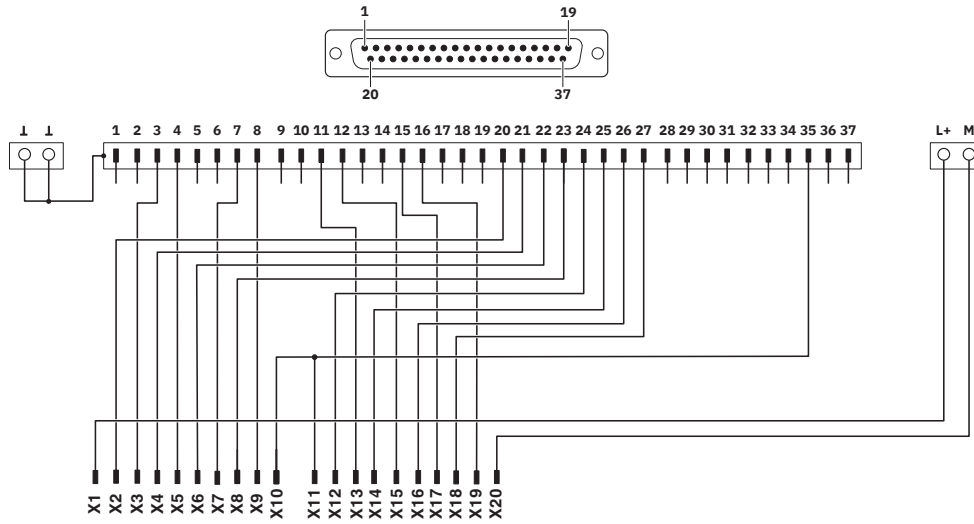 1 19
20 37
⊥ ⊥ 1 2 3 4 5 6 7 8 9 10 11 12 13 14 15 16 17 18 19 20 21 22 23 24 25 26 27 28 29 30 31 32 33 34 35 36 37 L+ M
X1 X2 X3 X4 X5 X6 X7 X8 X9 X10 X11 X12 X13 X14 X15 X16 X17 X18 X19 X20